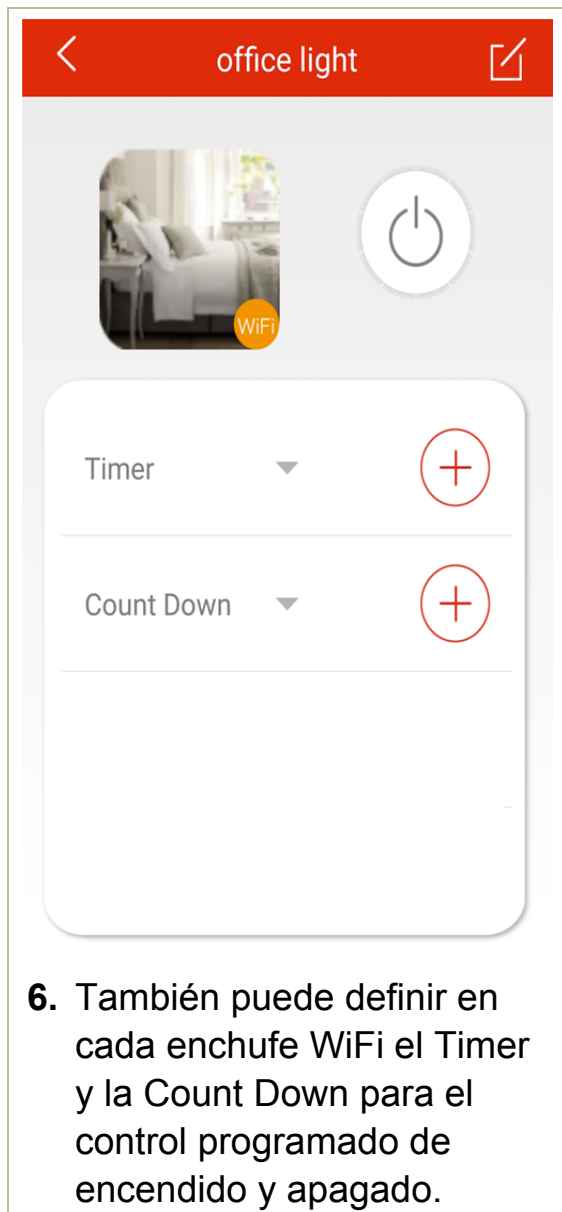 office light
WiFi
Timer
Count Down
6. También puede definir en
cada enchufe WiFi el Timer
y la Count Down para el
control programado de
encendido y apagado.